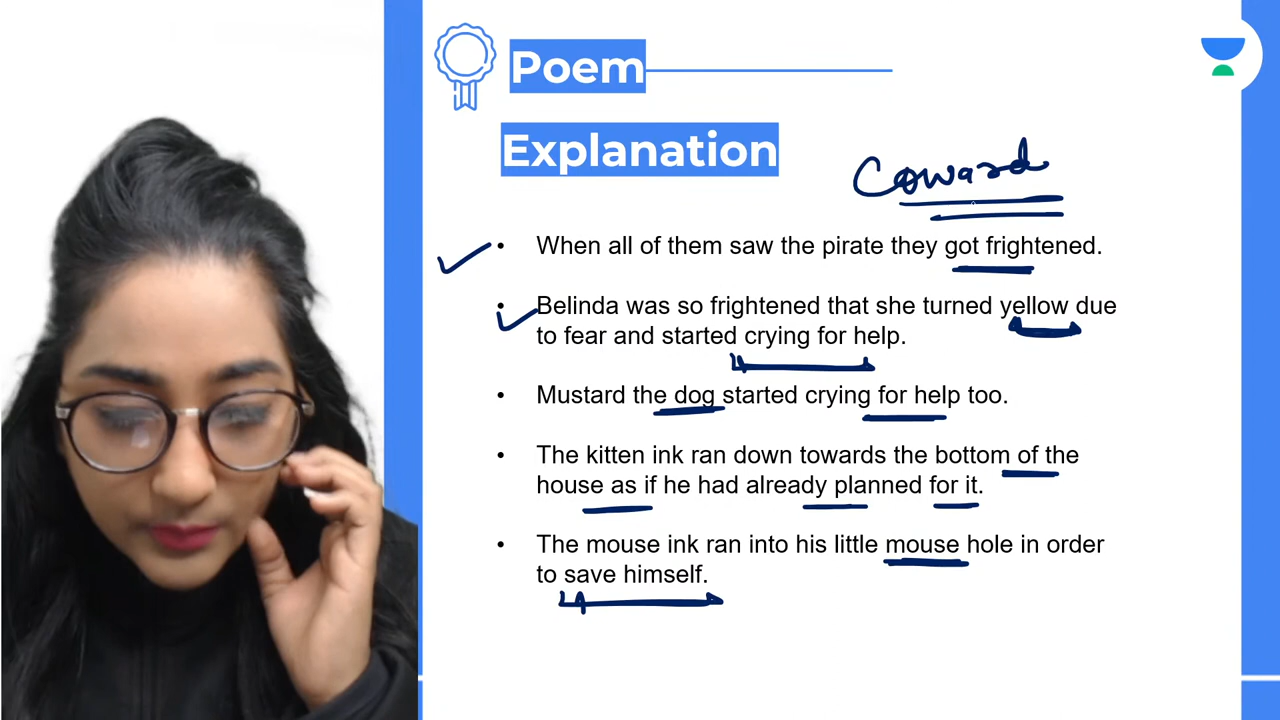 Poem
Explanation
Coward
• When all of them saw the pirate they got frightened.
• Belinda was so frightened that she turned yellow due
to fear and started crying for help.
• Mustard the dog started crying for help too.
• The kitten ink ran down towards the bottom of the
house as if he had already planned for it.
• The mouse ink ran into his little mouse hole in order
to save himself.